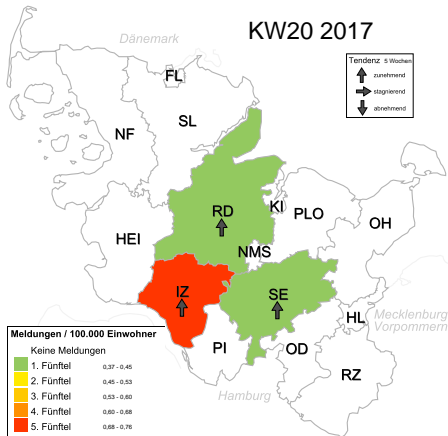 KW20 2017
Dänemark
Tendenz 5 Wochen
zunehmend
stagnierend
abnehmend
FL
SL
NF
RD
KI
PLO
OH
HEI
NMS
IZ
SE
HL
Mecklenburg
Vorpommern
PI
OD
RZ
Hamburg
Meldungen / 100.000 Einwohner
Keine Meldungen
1. Fünftel 0,37 - 0,45
2. Fünftel 0,45 - 0,53
3. Fünftel 0,53 - 0,60
4. Fünftel 0,60 - 0,68
5. Fünftel 0,68 - 0,76